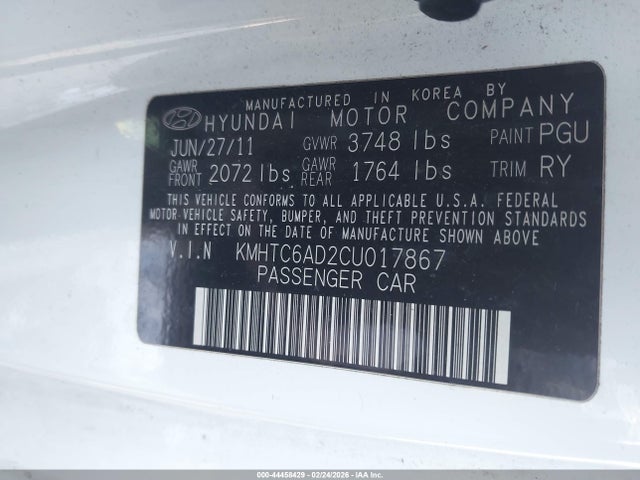 MANUFACTURED IN KOREA BY
HYUNDAI MOTOR COMPANY
JUN/27/11 GVWR 3748 lbs PAINT PGU
GAWR FRONT 2072 lbs GAWR REAR 1764 lbs TRIM RY
THIS VEHICLE CONFORMS TO ALL APPLICABLE U.S.A. FEDERAL
MOTOR VEHICLE SAFETY, BUMPER, AND THEFT PREVENTION STANDARDS
IN EFFECT ON THE DATE OF MANUFACTURE SHOWN ABOVE.
V.I.N KMHTC6AD2CU017867
PASSENGER CAR
000-44458429 - 02/24/2026 - IAAI, Inc.